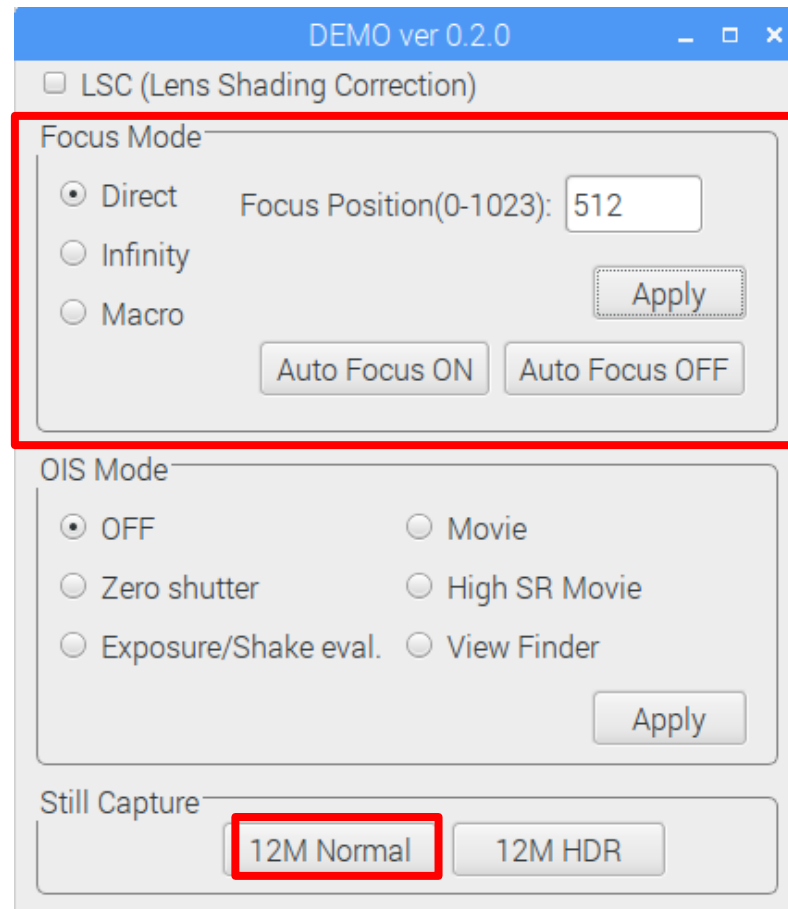 DEMO ver 0.2.0
LSC (Lens Shading Correction)
Focus Mode
Direct
Focus Position(0-1023): 512
Infinity
Macro
Apply
Auto Focus ON Auto Focus OFF
OIS Mode
OFF Movie
Zero shutter High SR Movie
Exposure/Shake eval. View Finder
Apply
Still Capture
12M Normal 12M HDR